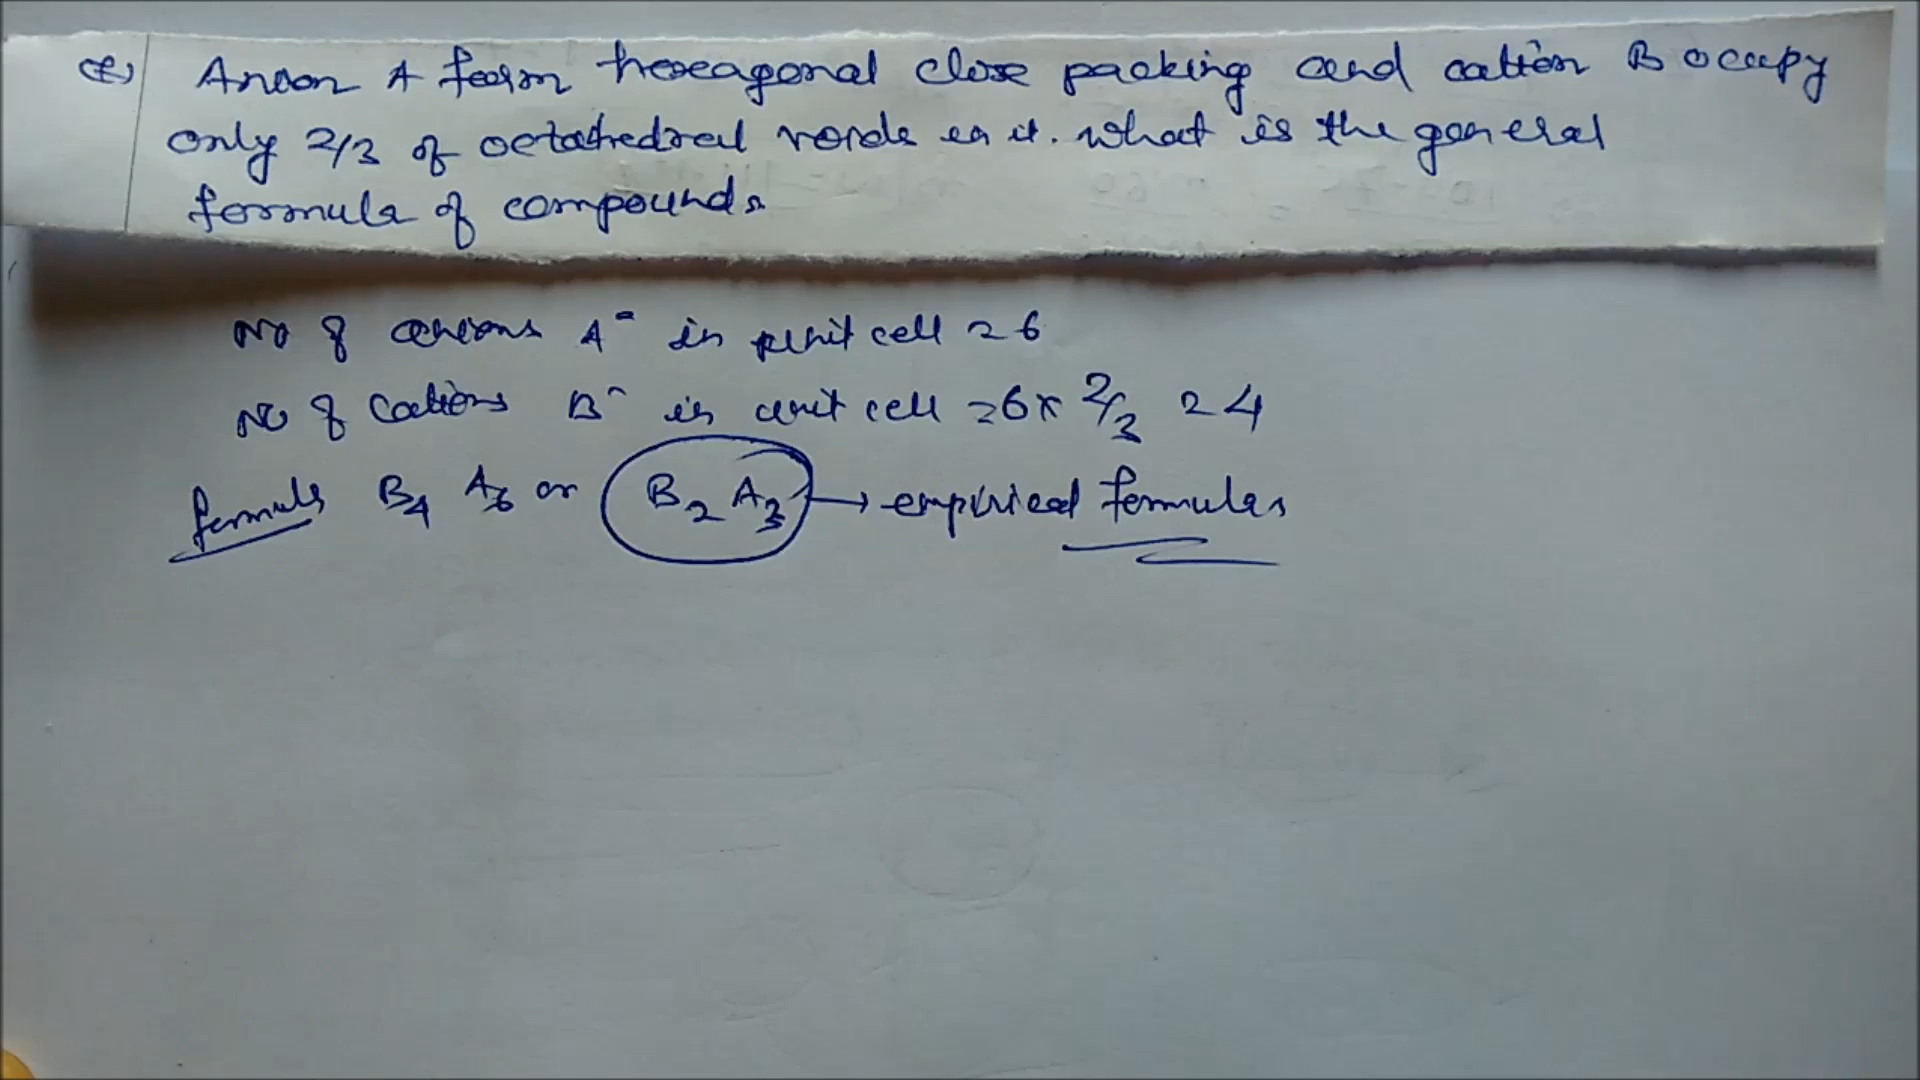 Q) Anion A form hexagonal close packing and cation B occupy
only 2/3 of octahedral voids in it. What is the general
formula of compounds
No of anions A⁻ in unit cell = 6
No of cations B⁻ in unit cell = 6 x 2/3 = 4
formula B₄ A₆ or B₂ A₃ → empirical formulas